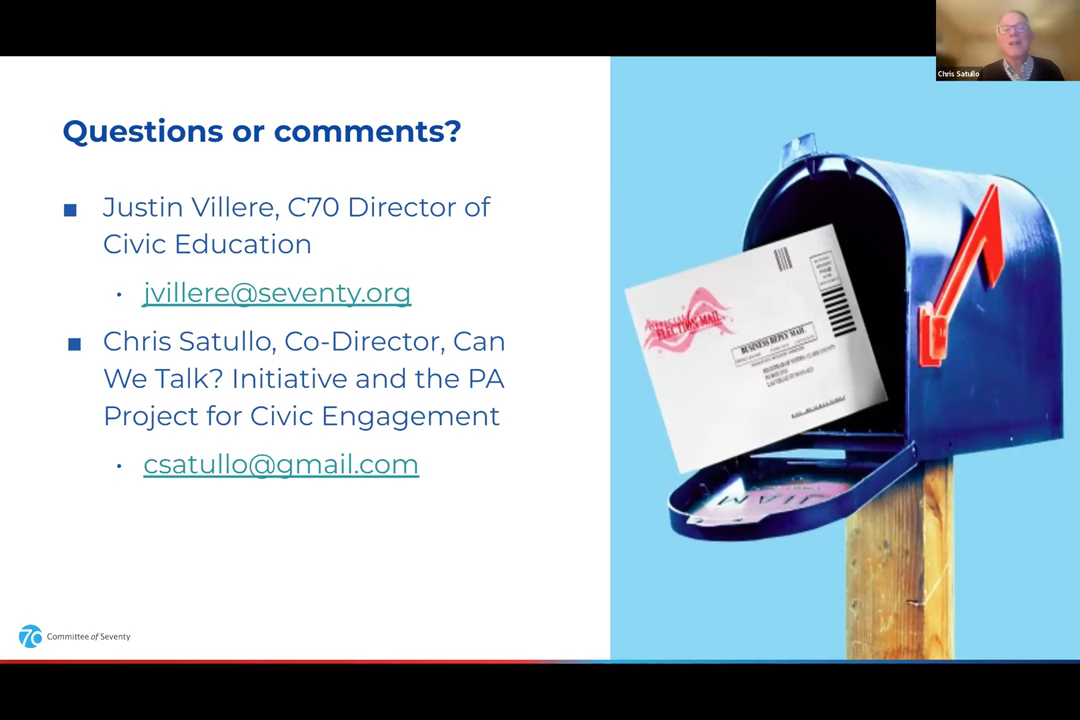 Chris Satullo
Questions or comments?
■ Justin Villere, C70 Director of
Civic Education
• jvillere@seventy.org
■ Chris Satullo, Co-Director, Can
We Talk? Initiative and the PA
Project for Civic Engagement
• csatullo@gmail.com
OFFICIAL
ELECTION MAIL
BUSINESS REPLY MAIL
70 Committee of Seventy